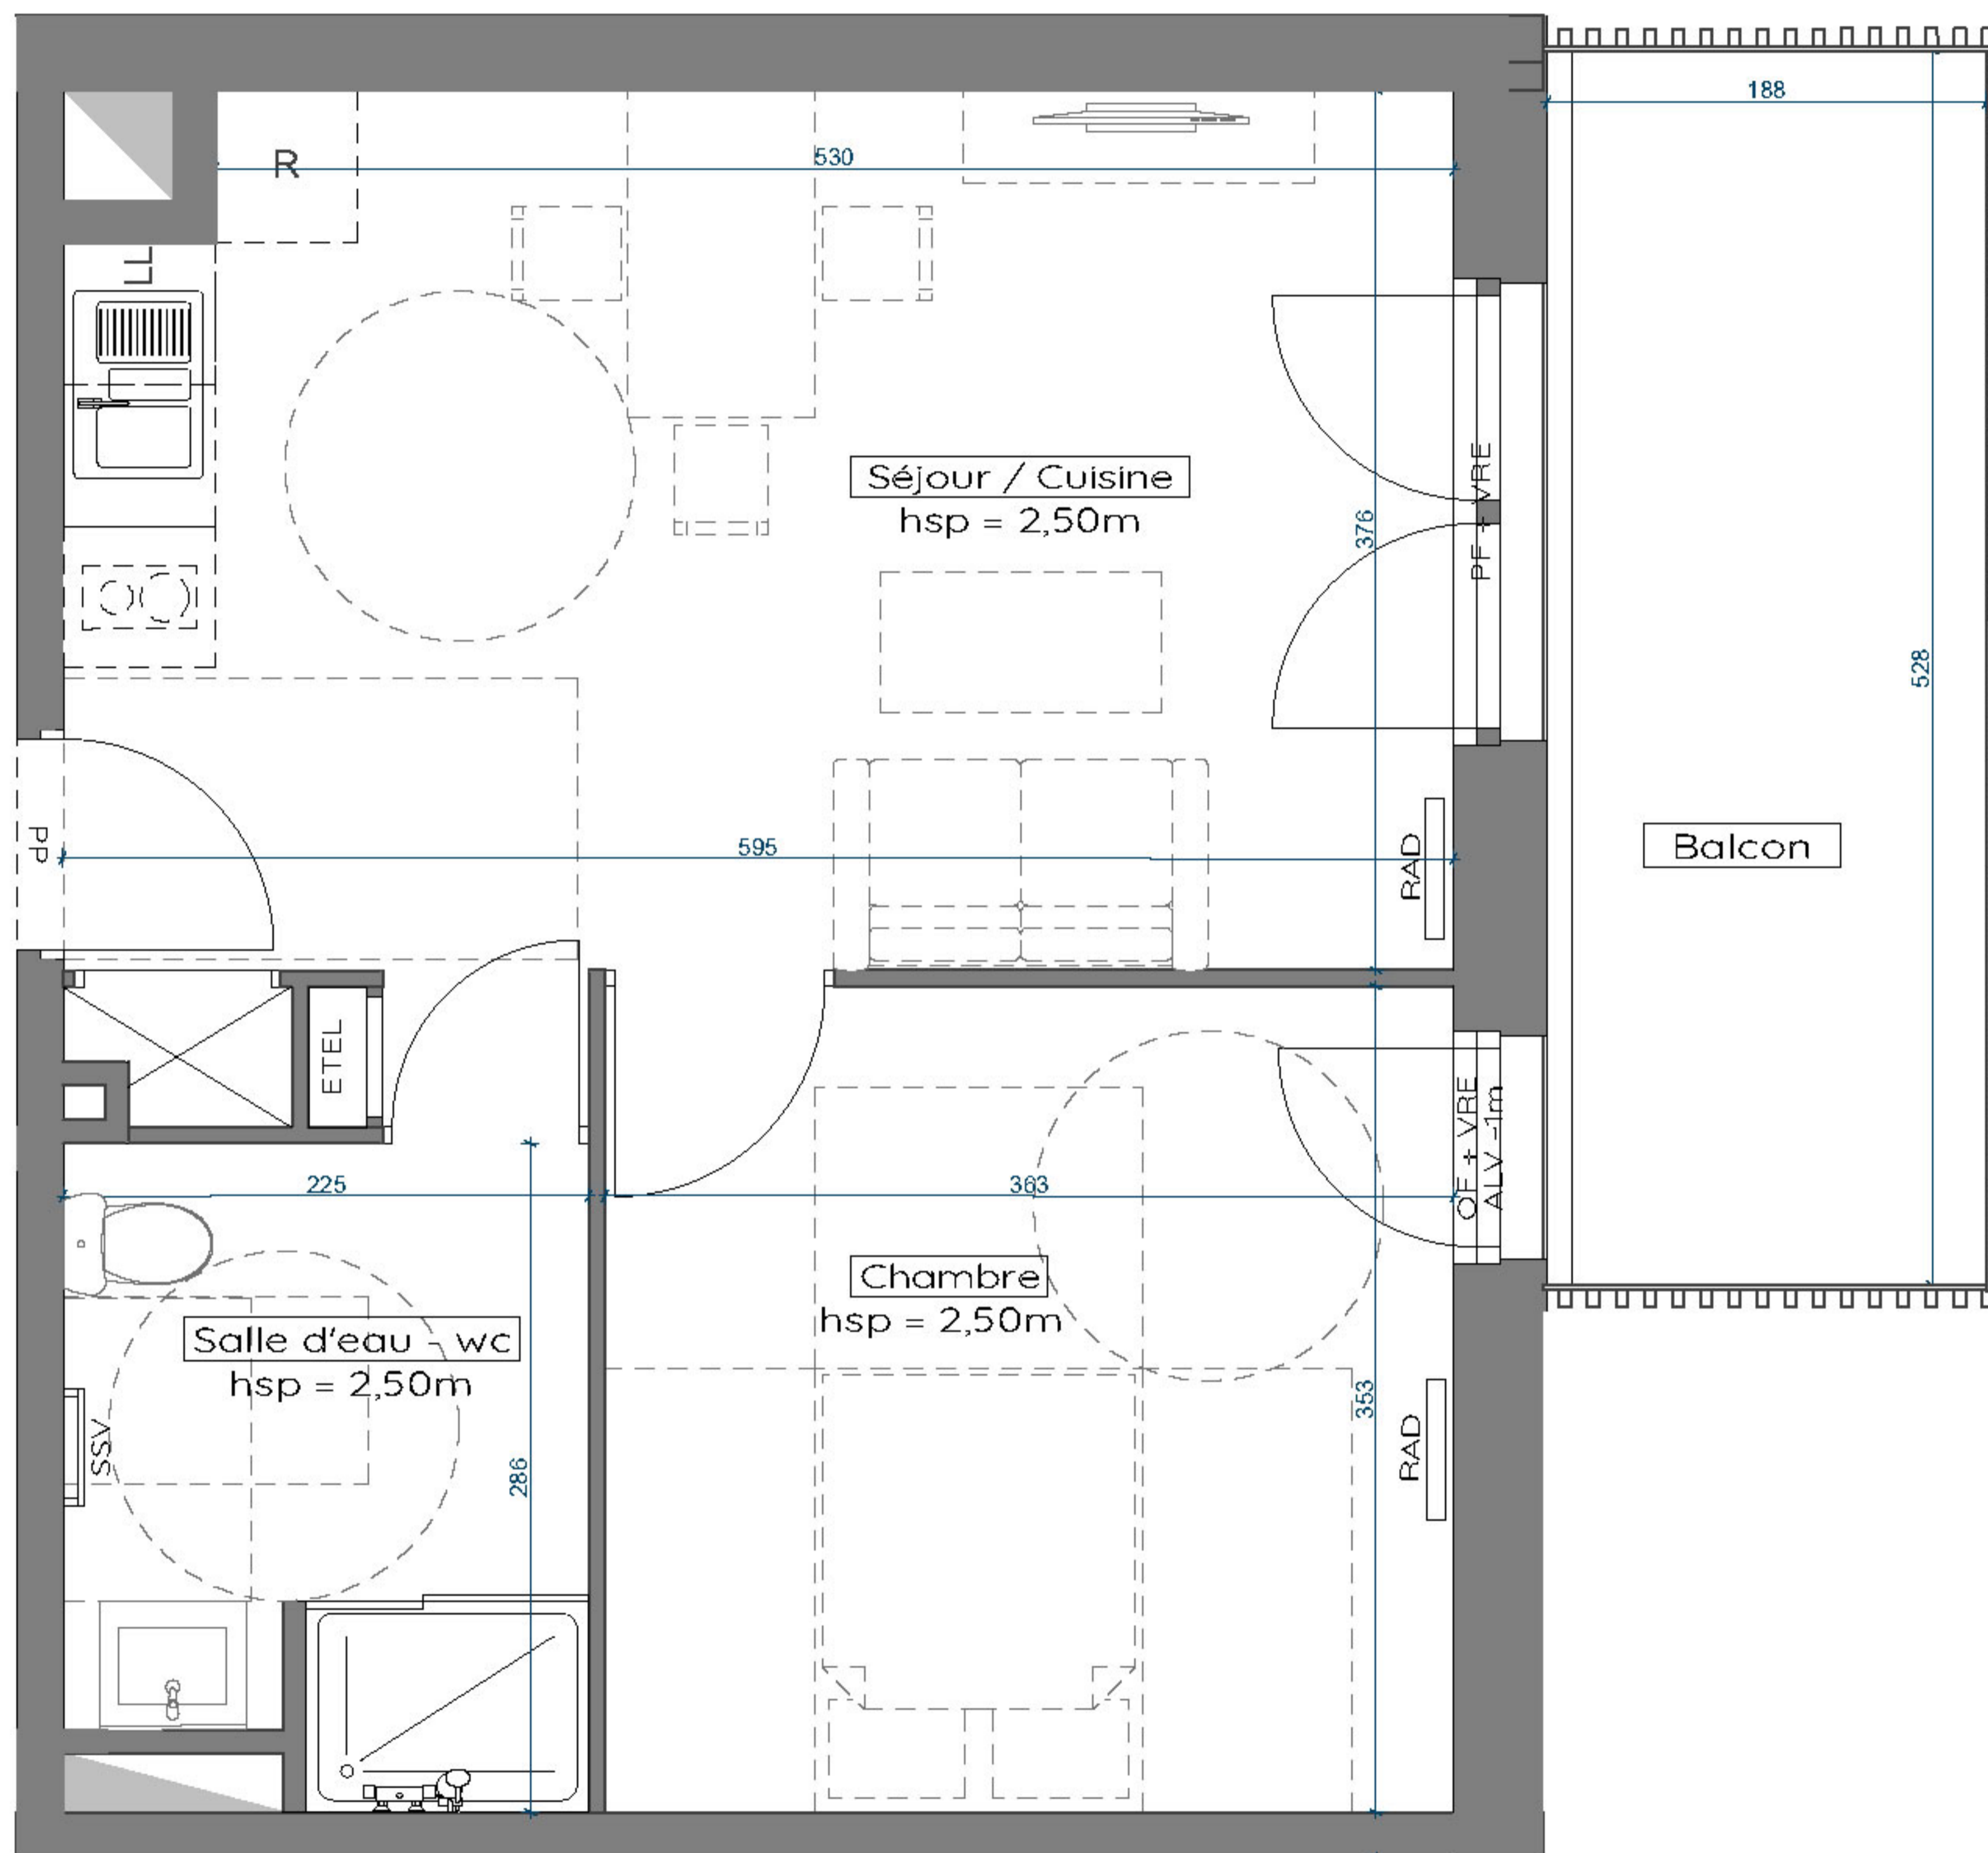 188
530
R
LL
Séjour / Cuisine
hsp = 2,50m
376
PF + VRE
528
PP
595
RAD
Balcon
ETEL
OF + VRE
ALV -1m
225
363
Chambre
hsp = 2,50m
Salle d'eau - wc
hsp = 2,50m
SSV
286
353
RAD